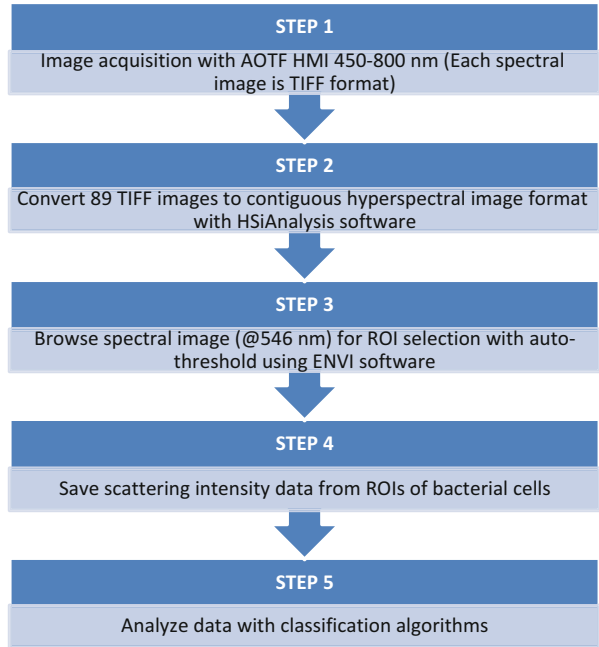 STEP 1
Image acquisition with AOTF HMI 450-800 nm (Each spectral
image is TIFF format)
STEP 2
Convert 89 TIFF images to contiguous hyperspectral image format
with HSiAnalysis software
STEP 3
Browse spectral image (@546 nm) for ROI selection with auto-
threshold using ENVI software
STEP 4
Save scattering intensity data from ROIs of bacterial cells
STEP 5
Analyze data with classification algorithms